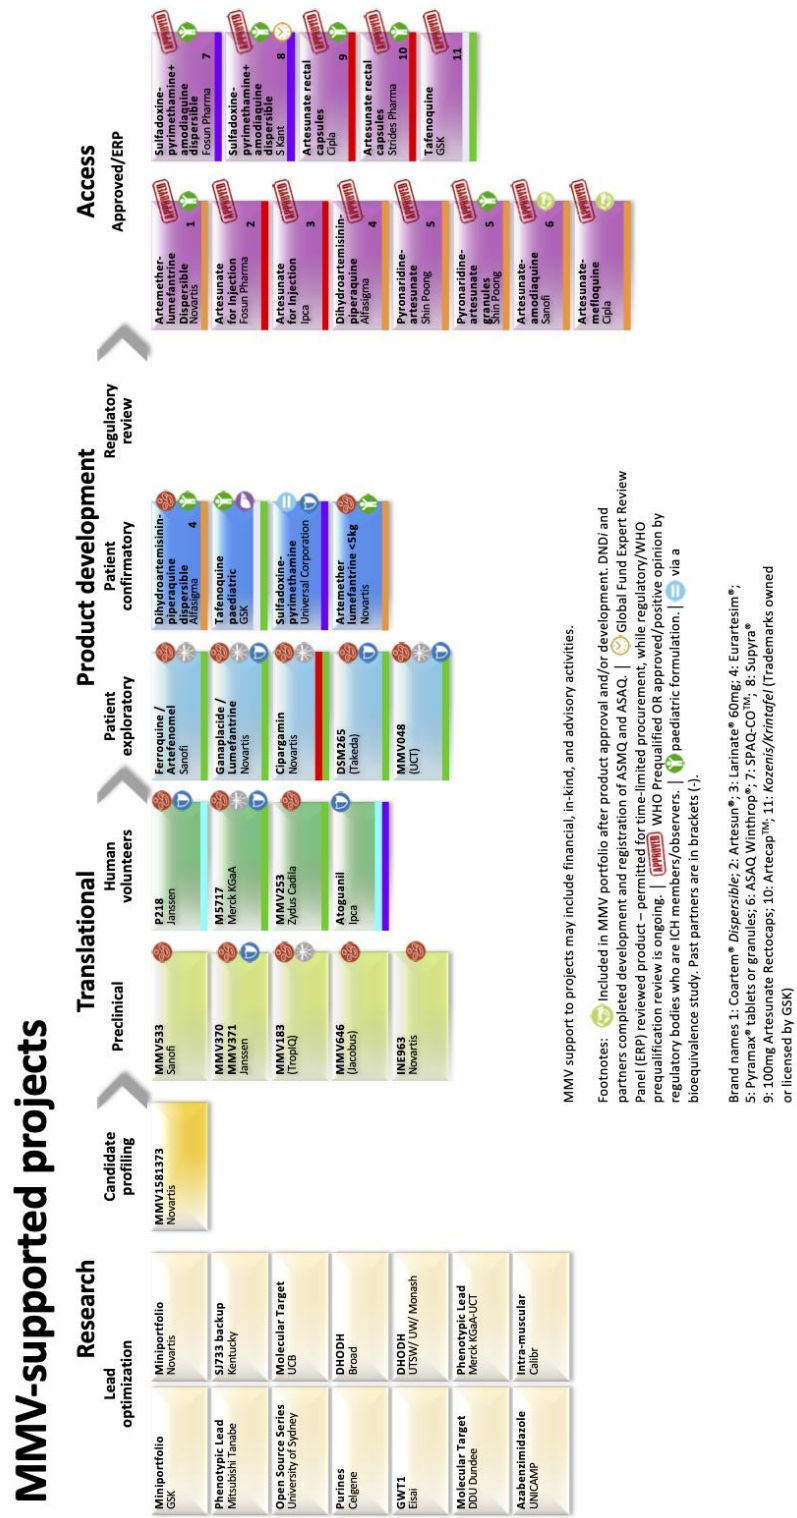 MMV-supported projects
Research
Translational
Product development
Access
Lead
optimization
Candidate
profiling
Preclinical
Human
volunteers
Patient
exploratory
Patient
confirmatory
Regulatory
review
Approved/ERP
Miniportfolio
GSK
Phenotypic Lead
Mitsubishi Tanabe
Open Source Series
University of Sydney
Purines
Celgene
GWT1
Eisai
Molecular Target
DDU Dundee
Azabenzimidazole
UNICAMP
Miniportfolio
Novartis
SJ733 backup
Kentucky
Molecular Target
UCB
DHODH
Broad
DHODH
UTSW/ UW/ Monash
Phenotypic Lead
Merck KGaA-UCT
Intra-muscular
Calibr
MMV1581373
Novartis
MMV533
Sanofi
MMV370
MMV371
Janssen
MMV183
(TropIQ)
MMV646
(Jacobus)
INE963
Novartis
P218
Janssen
M5717
Merck KGaA
MMV253
Zydus Cadila
Atoguanil
Ipca
Ferroquine /
Artefenomel
Sanofi
Ganaplacide /
Lumefantrine
Novartis
Cipargamin
Novartis
DSM265
(Takeda)
MMV048
(UCT)
Dihydroartemisinin-
piperaquine
dispersible
Alfasigma
4
Tafenoquine
paediatric
GSK
Sulfadoxine-
pyrimethamine
Universal Corporation
Artemether
lumefantrine <5kg
Novartis
Artemether-
lumefantrine
Dispersible
Novartis
1
APPROVED
Artesunate
for Injection
Fosun Pharma
2
APPROVED
Artesunate
for Injection
Ipca
3
APPROVED
Dihydroartemisinin-
piperaquine
Alfasigma
4
APPROVED
Pyronaridine-
artesunate
Shin Poong
5
APPROVED
Pyronaridine-
artesunate
granules
Shin Poong
5
APPROVED
Artesunate-
amodiaquine
Sanofi
6
APPROVED
Artesunate-
mefloquine
Cipla
APPROVED
Sulfadoxine-
pyrimethamine+
amodiaquine
dispersible
Fosun Pharma
7
APPROVED
Sulfadoxine-
pyrimethamine+
amodiaquine
dispersible
S Kant
8
APPROVED
Artesunate rectal
capsules
Cipla
9
APPROVED
Artesunate rectal
capsules
Strides Pharma
10
APPROVED
Tafenoquine
GSK
11
APPROVED
MMV support to projects may include financial, in-kind, and advisory activities.
Footnotes: Included in MMV portfolio after product approval and/or development. DNDi and
partners completed development and registration of ASMQ and ASAQ. | Global Fund Expert Review
Panel (ERP) reviewed product – permitted for time-limited procurement, while regulatory/WHO
prequalification review is ongoing. | APPROVED WHO Prequalified OR approved/positive opinion by
regulatory bodies who are ICH members/observers. | paediatric formulation. | via a
bioequivalence study. Past partners are in brackets (-).
Brand names 1: Coartem® Dispersible; 2: Artesun®; 3: Larinate® 60mg; 4: Eurartesim®;
5: Pyramax® tablets or granules; 6: ASAQ Winthrop®; 7: SPAQ-CO™; 8: Supyra®
9: 100mg Artesunate Rectocaps; 10: Artecap™; 11: Kozenis/Krintafel (Trademarks owned
or licensed by GSK)